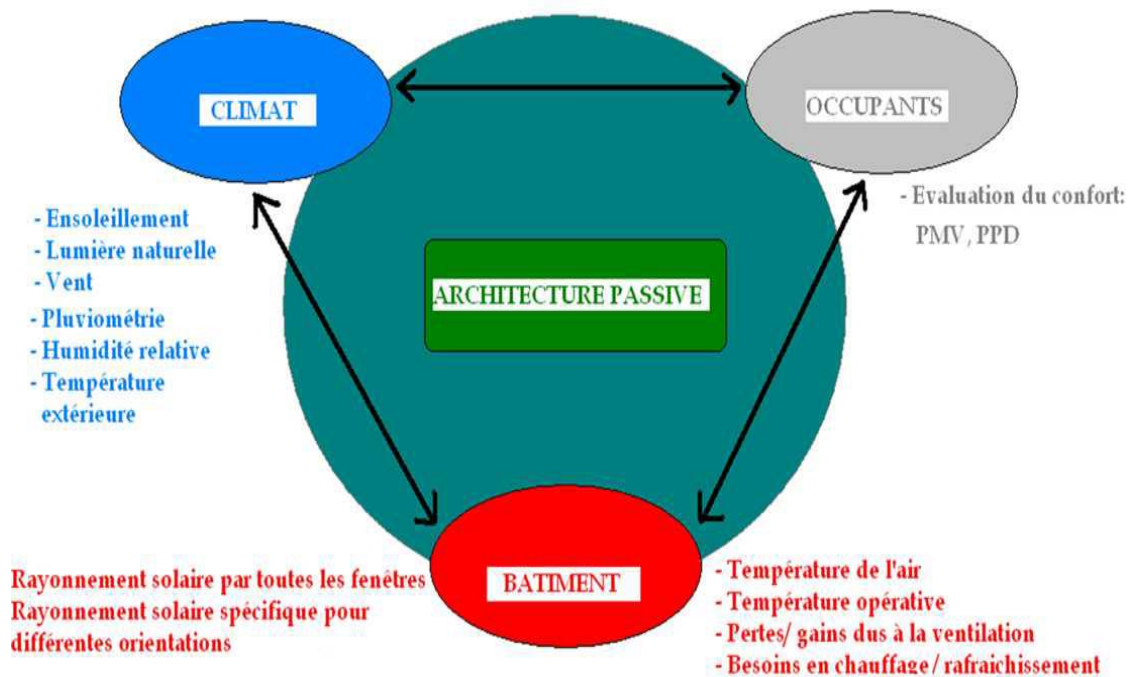 CLIMAT
OCCUPANTS
- Ensoleillement
- Lumière naturelle
- Vent
- Pluviométrie
- Humidité relative
- Température
extérieure
- Evaluation du confort:
PMV, PPD
ARCHITECTURE PASSIVE
BATIMENT
Rayonnement solaire par toutes les fenêtres
Rayonnement solaire spécifique pour
différentes orientations
- Température de l'air
- Température opérative
- Pertes/ gains dus à la ventilation
- Besoins en chauffage/ rafraichissement